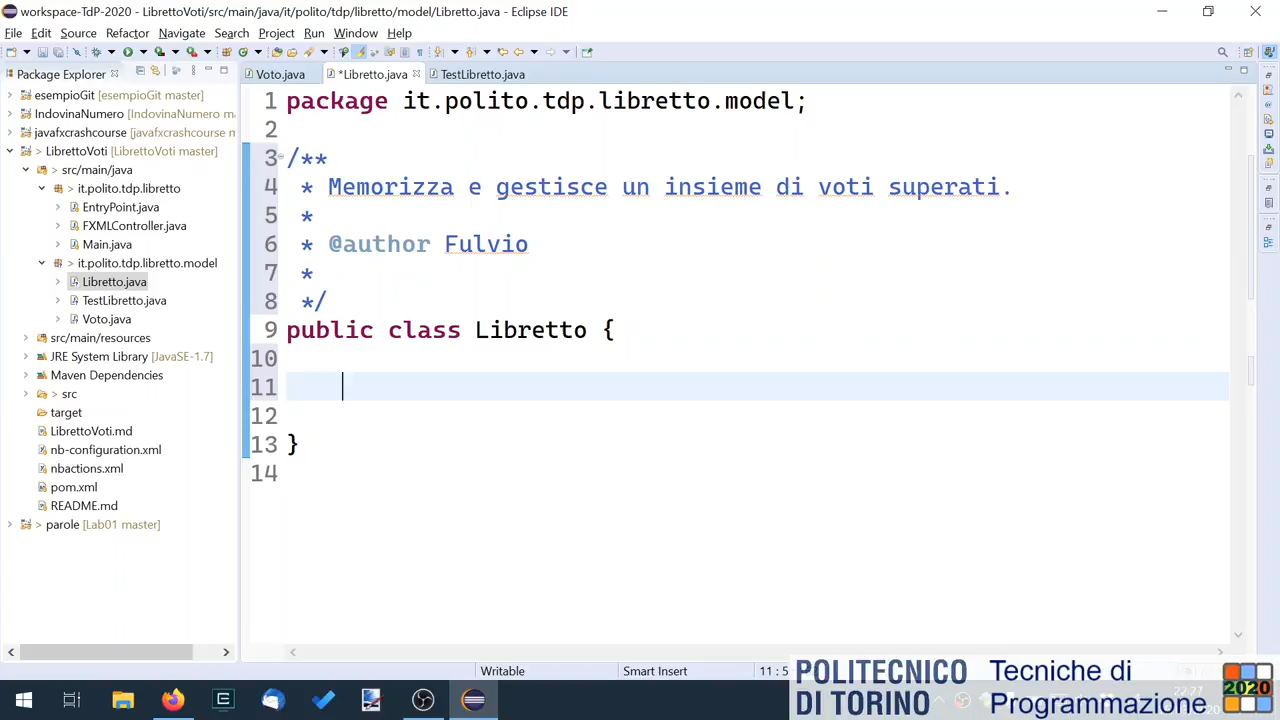 workspace-TdP-2020 - LibrettoVoti/src/main/java/it/polito/tdp/libretto/model/Libretto.java - Eclipse IDE
File Edit Source Refactor Navigate Search Project Run Window Help
Package Explorer
Voto.java
*Libretto.java
TestLibretto.java
esempioGit [esempioGit master]
IndovinaNumero [IndovinaNumero m
javafxcrashcourse [javafxcrashcourse m
> LibrettoVoti [LibrettoVoti master]
> src/main/java
> it.polito.tdp.libretto
EntryPoint.java
FXMLController.java
Main.java
> it.polito.tdp.libretto.model
Libretto.java
TestLibretto.java
Voto.java
src/main/resources
JRE System Library [JavaSE-1.7]
Maven Dependencies
> src
target
LibrettoVoti.md
nb-configuration.xml
nbactions.xml
pom.xml
README.md
> parole [Lab01 master]
1 package it.polito.tdp.libretto.model;
2
3 /**
4 * Memorizza e gestisce un insieme di voti superati.
5 *
6 * @author Fulvio
7 *
8 */
9 public class Libretto {
10
11
12
13 }
14
Writable
Smart Insert
11 : 5
POLITECNICO
DI TORINO
Tecniche di
Programmazione
2020